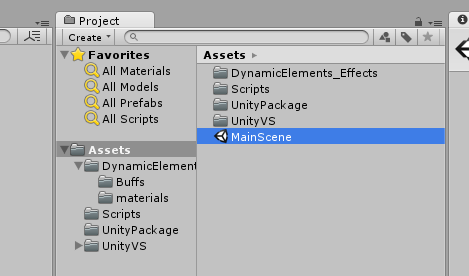 Project
Create
Favorites
All Materials
All Models
All Prefabs
All Scripts
Assets
DynamicElement
Buffs
materials
Scripts
UnityPackage
UnityVS
Assets
DynamicElements_Effects
Scripts
UnityPackage
UnityVS
MainScene